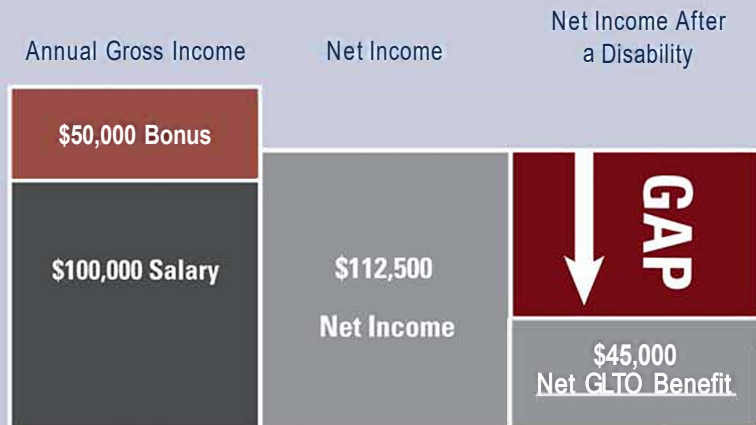 Annual Gross Income
Net Income
Net Income After
a Disability
$50,000 Bonus
$100,000 Salary
$112,500
Net Income
GAP
$45,000
Net GLTO Benefit